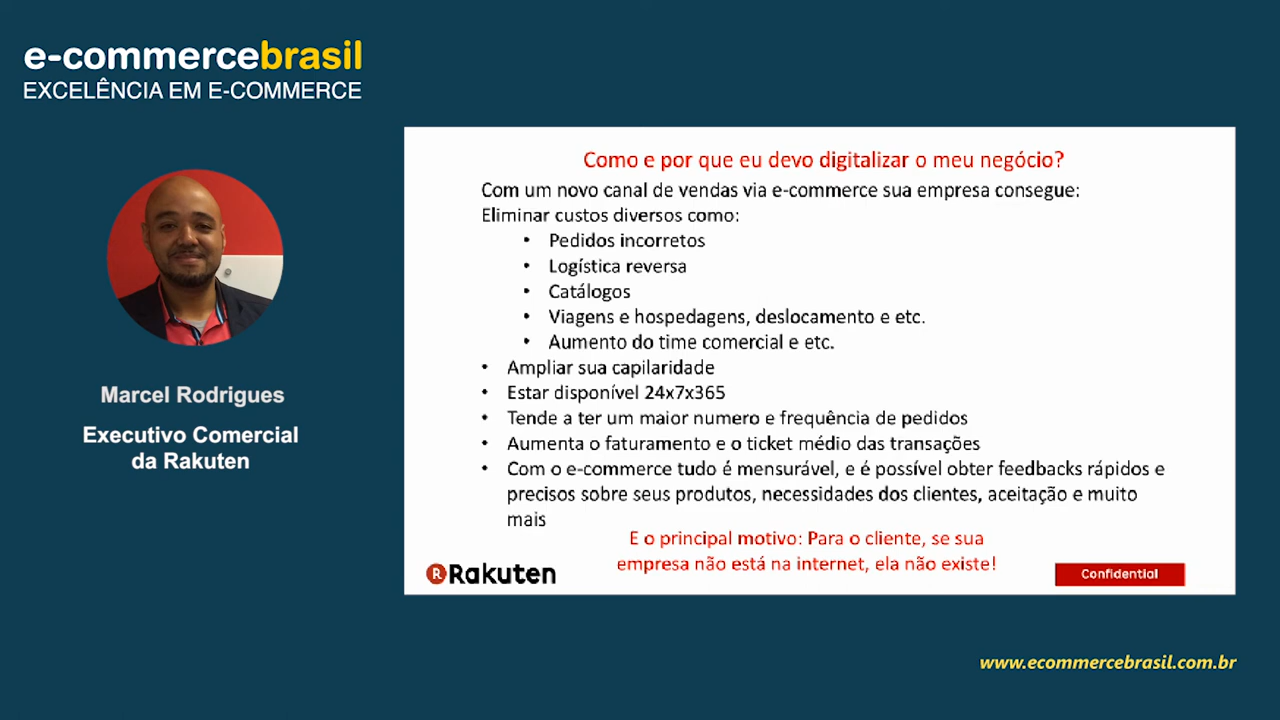 e-commercebrasil
EXCELÊNCIA EM E-COMMERCE
Marcel Rodrigues
Executivo Comercial
da Rakuten
Como e por que eu devo digitalizar o meu negócio?
Com um novo canal de vendas via e-commerce sua empresa consegue:
Eliminar custos diversos como:
• Pedidos incorretos
• Logística reversa
• Catálogos
• Viagens e hospedagens, deslocamento e etc.
• Aumento do time comercial e etc.
• Ampliar sua capilaridade
• Estar disponível 24x7x365
• Tende a ter um maior numero e frequência de pedidos
• Aumenta o faturamento e o ticket médio das transações
• Com o e-commerce tudo é mensurável, e é possível obter feedbacks rápidos e
precisos sobre seus produtos, necessidades dos clientes, aceitação e muito
mais
E o principal motivo: Para o cliente, se sua
empresa não está na internet, ela não existe!
R Rakuten
Confidential
www.ecommercebrasil.com.br